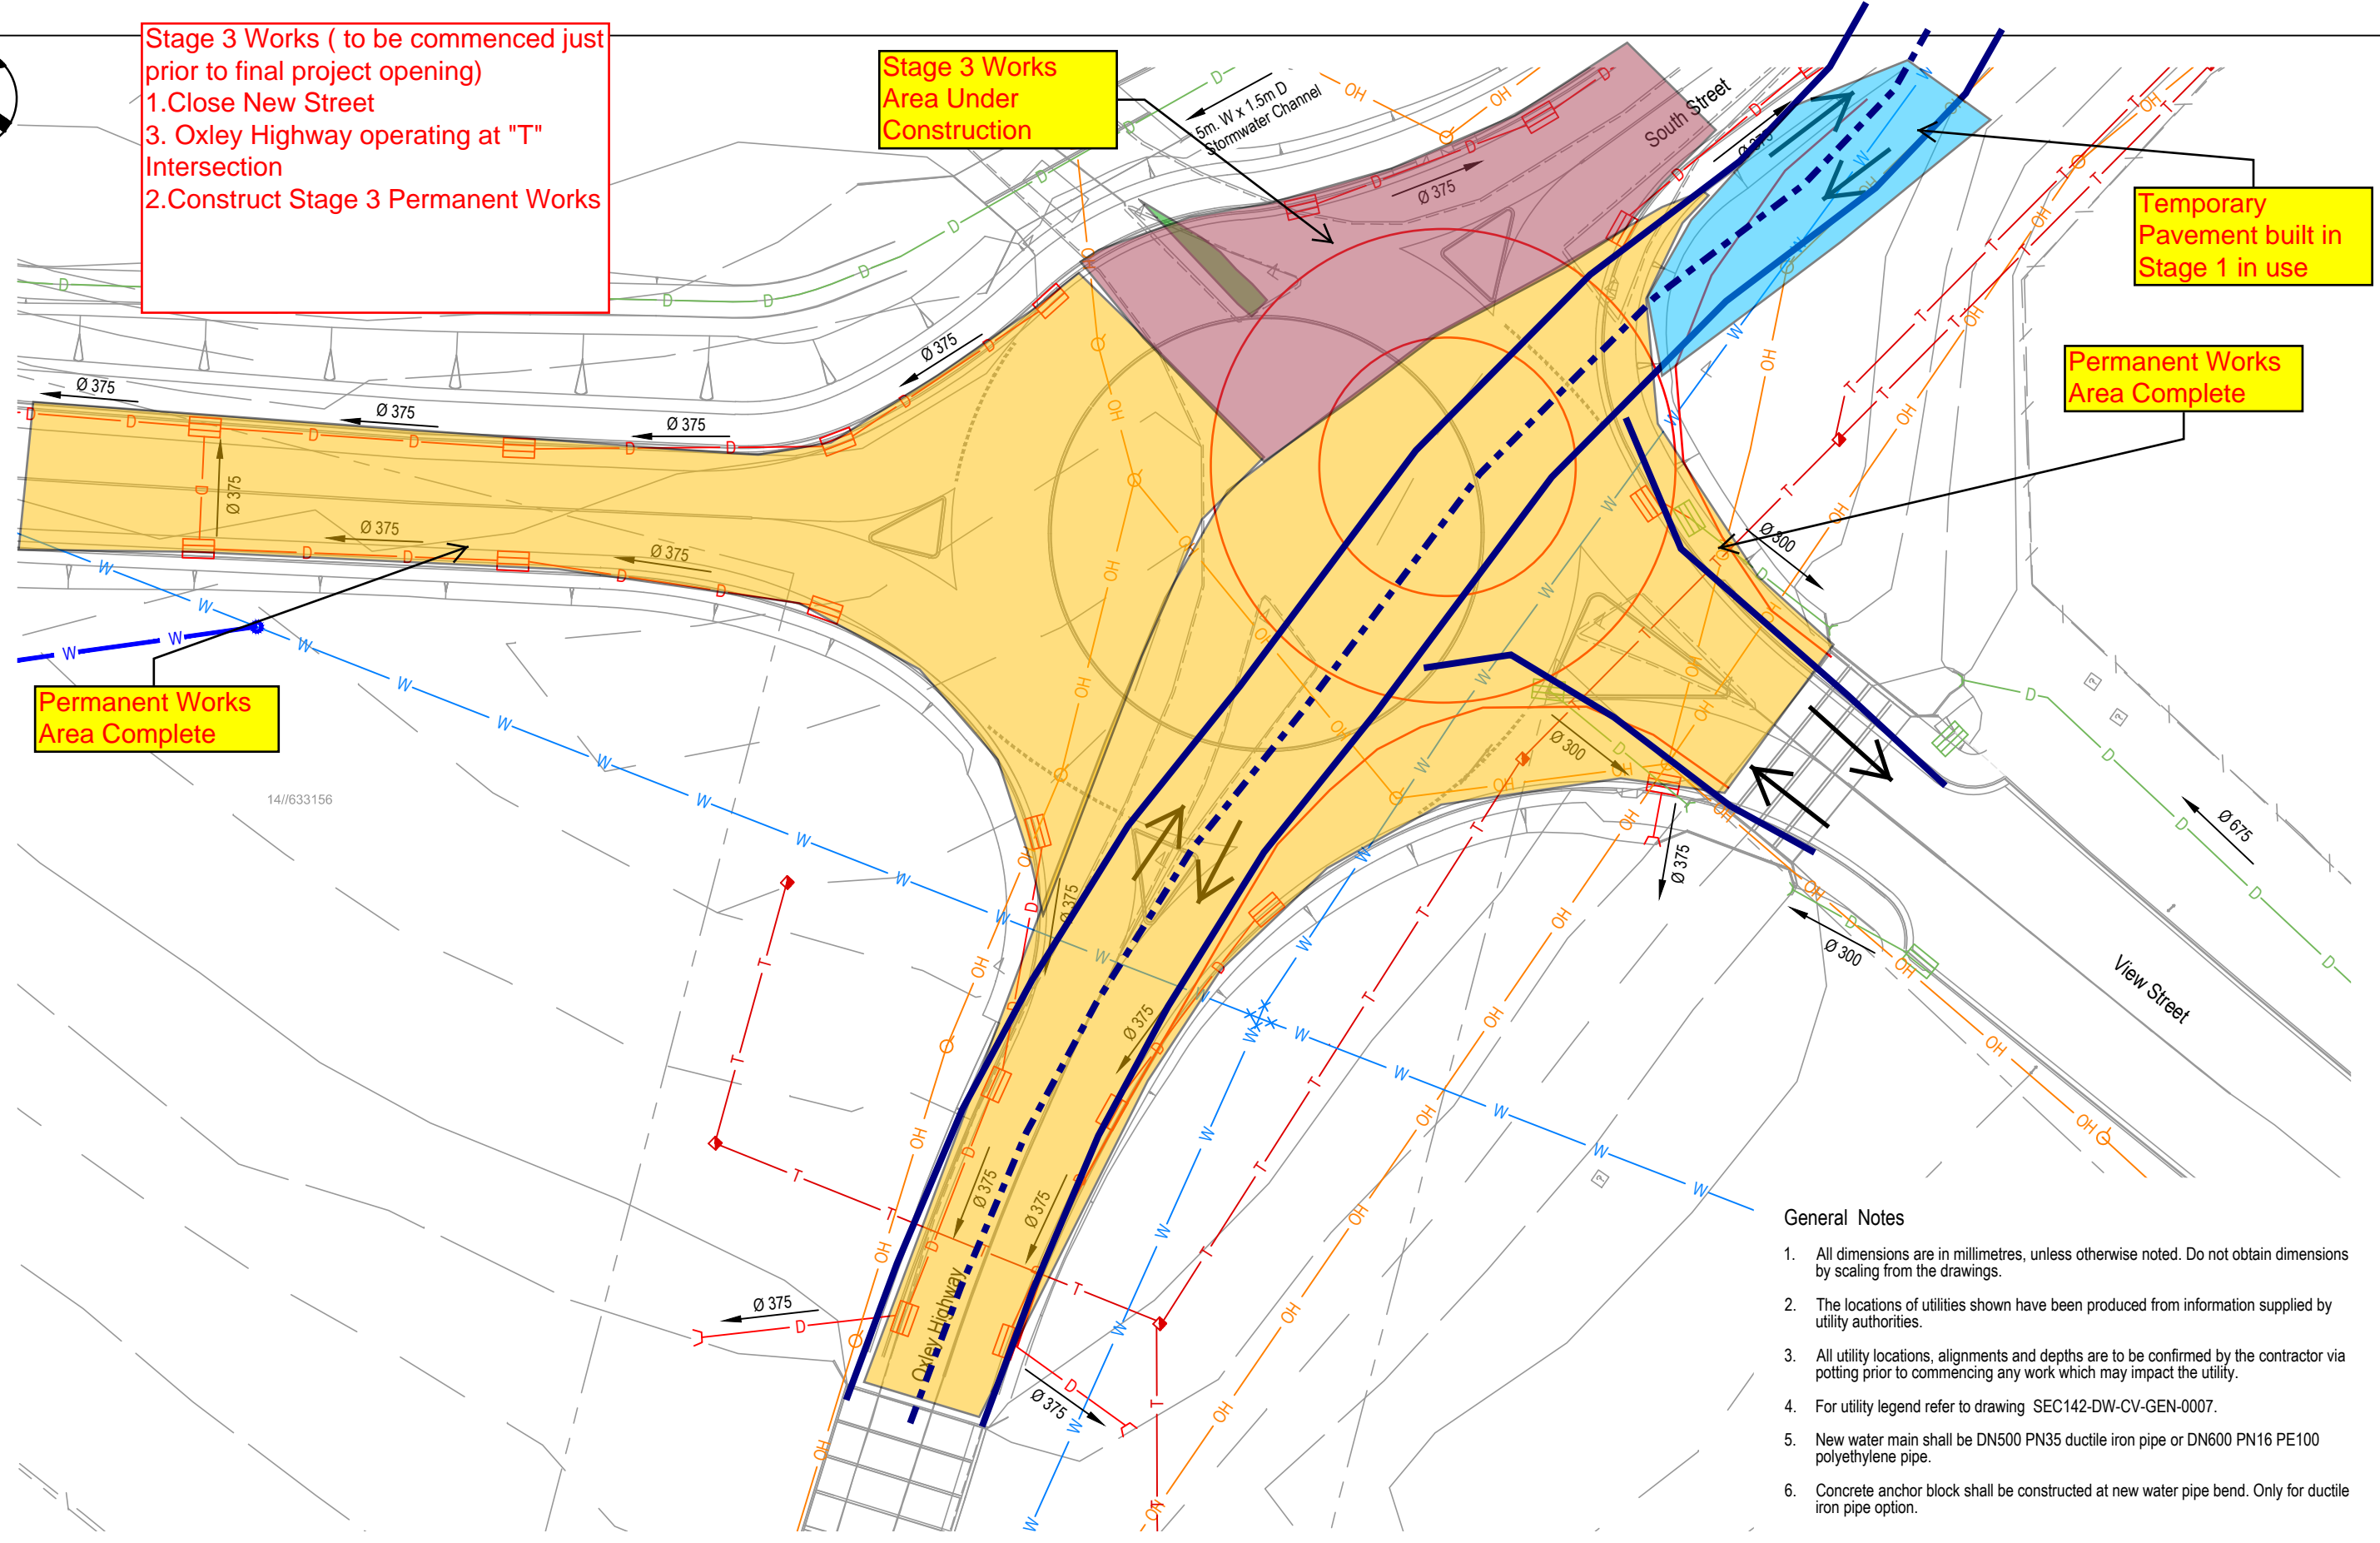 Stage 3 Works ( to be commenced just
prior to final project opening)
1.Close New Street
3. Oxley Highway operating at "T"
Intersection
2.Construct Stage 3 Permanent Works
Stage 3 Works
Area Under
Construction
5m. W x 1.5m D
Stormwater Channel
South Street
Temporary
Pavement built in
Stage 1 in use
Permanent Works
Area Complete
Permanent Works
Area Complete
14//633156
Ø 375
Ø 375
Ø 375
Ø 375
Ø 375
Ø 375
Ø 375
Ø 375
Ø 375
Ø 300
Ø 300
Ø 375
Ø 300
Ø 675
Ø 375
Ø 375
Ø 375
Ø 375
Ø 375
Ø 375
View Street
Oxley Highway
General Notes
1. All dimensions are in millimetres, unless otherwise noted. Do not obtain dimensions
by scaling from the drawings.
2. The locations of utilities shown have been produced from information supplied by
utility authorities.
3. All utility locations, alignments and depths are to be confirmed by the contractor via
potting prior to commencing any work which may impact the utility.
4. For utility legend refer to drawing SEC142-DW-CV-GEN-0007.
5. New water main shall be DN500 PN35 ductile iron pipe or DN600 PN16 PE100
polyethylene pipe.
6. Concrete anchor block shall be constructed at new water pipe bend. Only for ductile
iron pipe option.